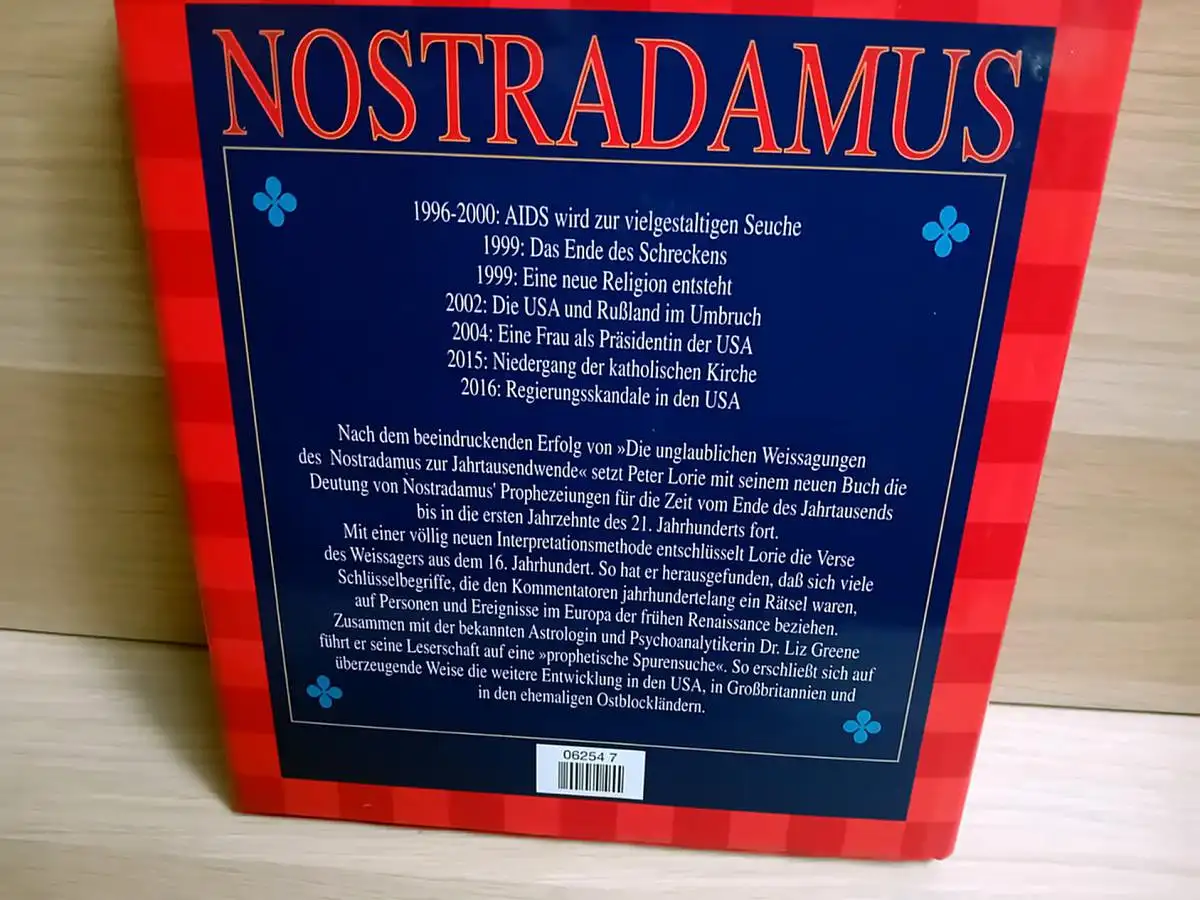 NOSTRADAMUS
1996-2000: AIDS wird zur vielgestaltigen Seuche
1999: Das Ende des Schreckens
1999: Eine neue Religion entsteht
2002: Die USA und Rußland im Umbruch
2004: Eine Frau als Präsidentin der USA
2015: Niedergang der katholischen Kirche
2016: Regierungsskandale in den USA
Nach dem beeindruckenden Erfolg von »Die unglaublichen Weissagungen
des Nostradamus zur Jahrtausendwende« setzt Peter Lorie mit seinem neuen Buch die
Deutung von Nostradamus' Prophezeiungen für die Zeit vom Ende des Jahrtausends
bis in die ersten Jahrzehnte des 21. Jahrhunderts fort.
Mit einer völlig neuen Interpretationsmethode entschlüsselt Lorie die Verse
des Weissagers aus dem 16. Jahrhundert. So hat er herausgefunden, daß sich viele
Schlüsselbegriffe, die den Kommentatoren jahrhundertelang ein Rätsel waren,
auf Personen und Ereignisse im Europa der frühen Renaissance beziehen.
Zusammen mit der bekannten Astrologin und Psychoanalytikerin Dr. Liz Greene
führt er seine Leserschaft auf eine »prophetische Spurensuche«. So erschließt sich auf
überzeugende Weise die weitere Entwicklung in den USA, in Großbritannien und
in den ehemaligen Ostblockländern.
06254 7